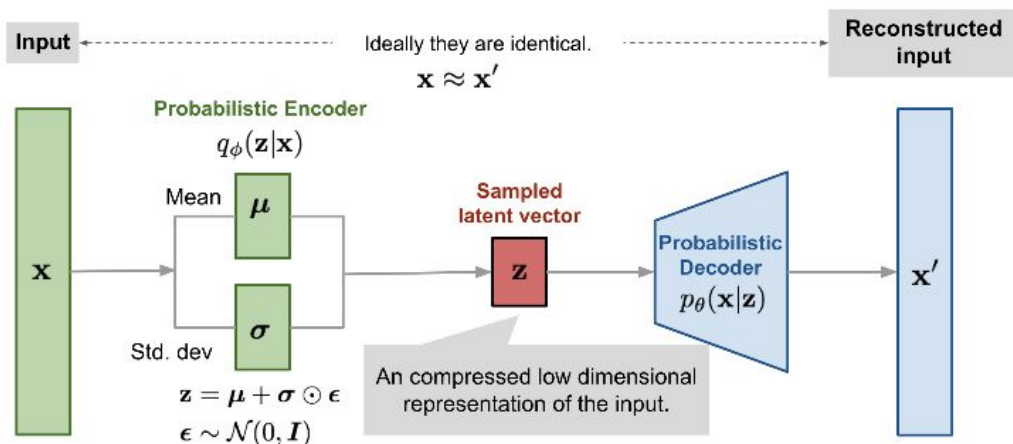 Input
Ideally they are identical.
x ≈ x′
Reconstructed
input
Probabilistic Encoder
qϕ(z|x)
Mean
μ
x
σ
Std. dev
z = μ + σ ⊙ ϵ
ϵ ∼ 𝒩(0, I)
Sampled
latent vector
z
An compressed low dimensional
representation of the input.
Probabilistic
Decoder
pθ(x|z)
x′